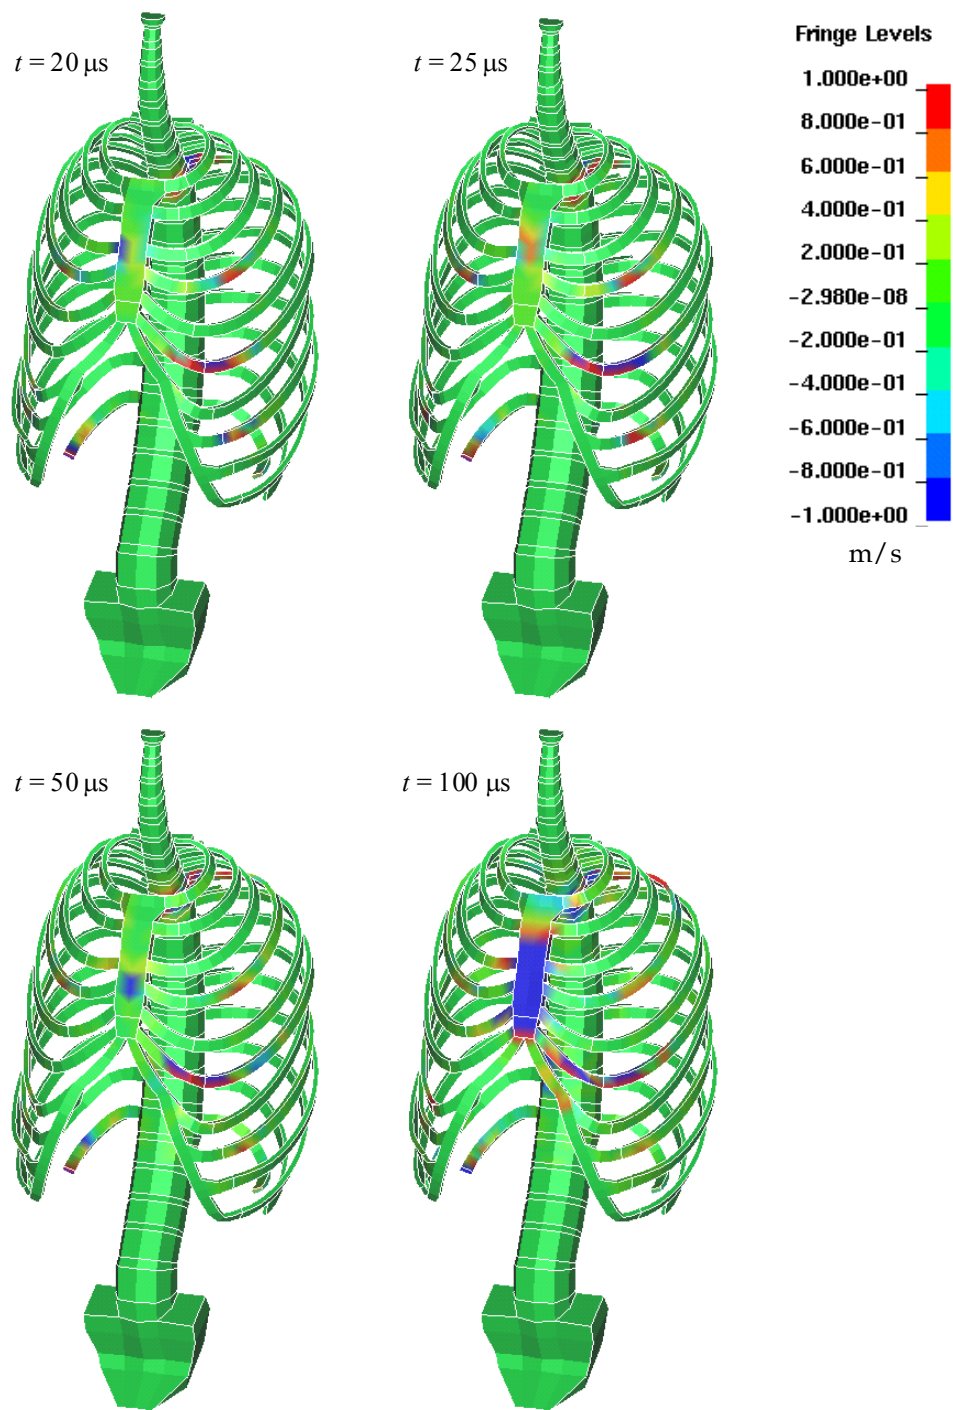 t = 20 µs
t = 25 µs
Fringe Levels
1.000e+00
8.000e-01
6.000e-01
4.000e-01
2.000e-01
-2.980e-08
-2.000e-01
-4.000e-01
-6.000e-01
-8.000e-01
-1.000e+00
m/s
t = 50 µs
t = 100 µs